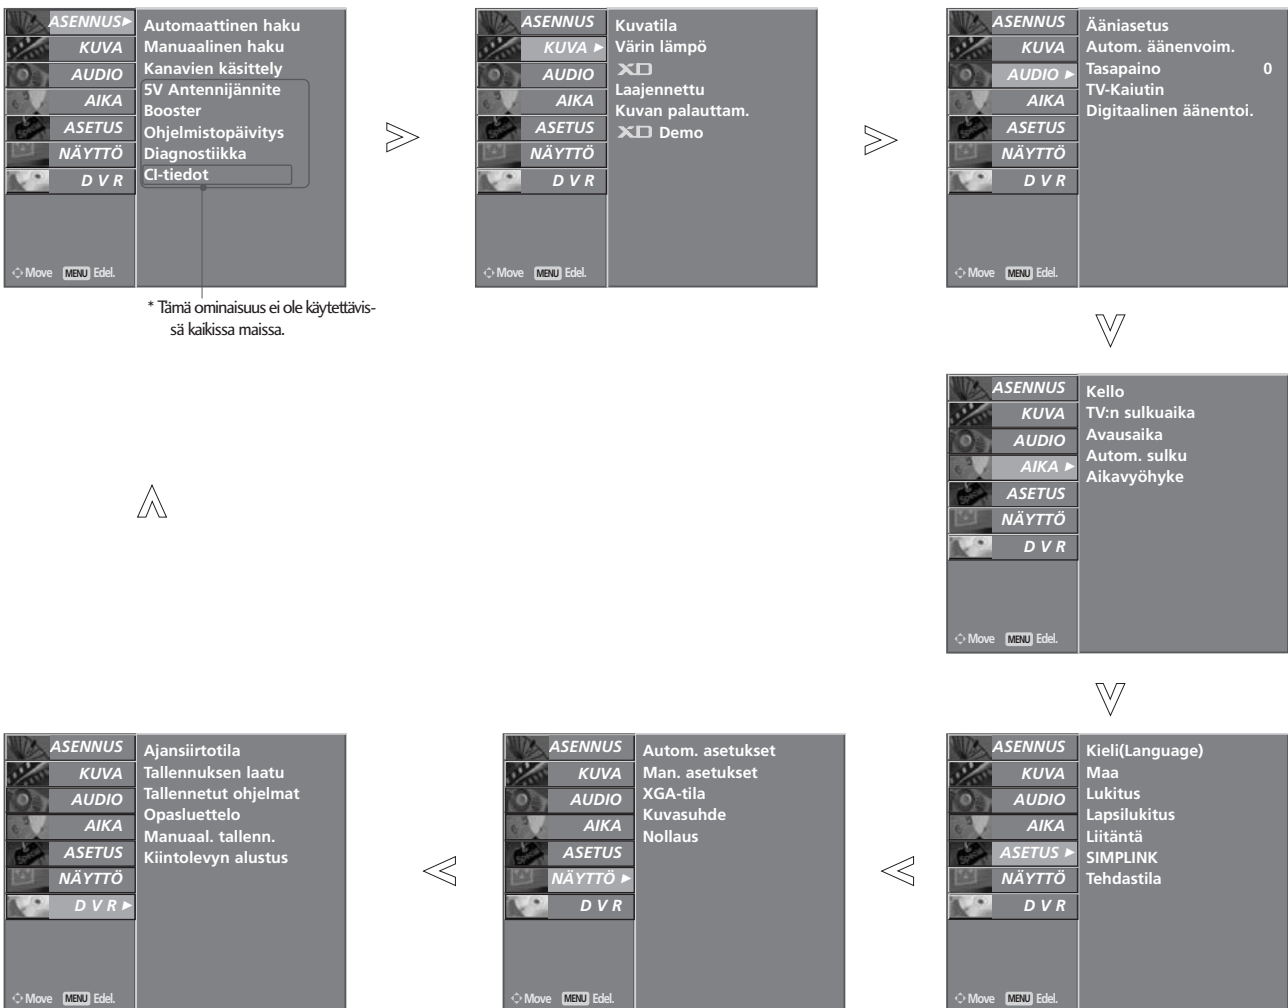 ASENNUS
KUVA
AUDIO
AIKA
ASETUS
NÄYTTÖ
D V R
Automaattinen haku
Manuaalinen haku
Kanavien käsittely
5V Antennijännite
Booster
Ohjelmistopäivitys
Diagnostiikka
CI-tiedot
Move MENU Edel.
* Tämä ominaisuus ei ole käytettävis-
sä kaikissa maissa.
ASENNUS
KUVA
AUDIO
AIKA
ASETUS
NÄYTTÖ
D V R
Kuvatila
Värin lämpö
XD
Laajennettu
Kuvan palauttam.
XD Demo
Move MENU Edel.
ASENNUS
KUVA
AUDIO
AIKA
ASETUS
NÄYTTÖ
D V R
Ääniasetus
Autom. äänenvoim.
Tasapaino 0
TV-Kaiutin
Digitaalinen äänentoi.
Move MENU Edel.
ASENNUS
KUVA
AUDIO
AIKA
ASETUS
NÄYTTÖ
D V R
Kello
TV:n sulkuaika
Avausaika
Autom. sulku
Aikavyöhyke
Move MENU Edel.
ASENNUS
KUVA
AUDIO
AIKA
ASETUS
NÄYTTÖ
D V R
Ajansiirtotila
Tallennuksen laatu
Tallennetut ohjelmat
Opasluettelo
Manuaal. tallenn.
Kiintolevyn alustus
Move MENU Edel.
ASENNUS
KUVA
AUDIO
AIKA
ASETUS
NÄYTTÖ
D V R
Autom. asetukset
Man. asetukset
XGA-tila
Kuvasuhde
Nollaus
Move MENU Edel.
ASENNUS
KUVA
AUDIO
AIKA
ASETUS
NÄYTTÖ
D V R
Kieli(Language)
Maa
Lukitus
Lapsilukitus
Liitäntä
SIMPLINK
Tehdastila
Move MENU Edel.